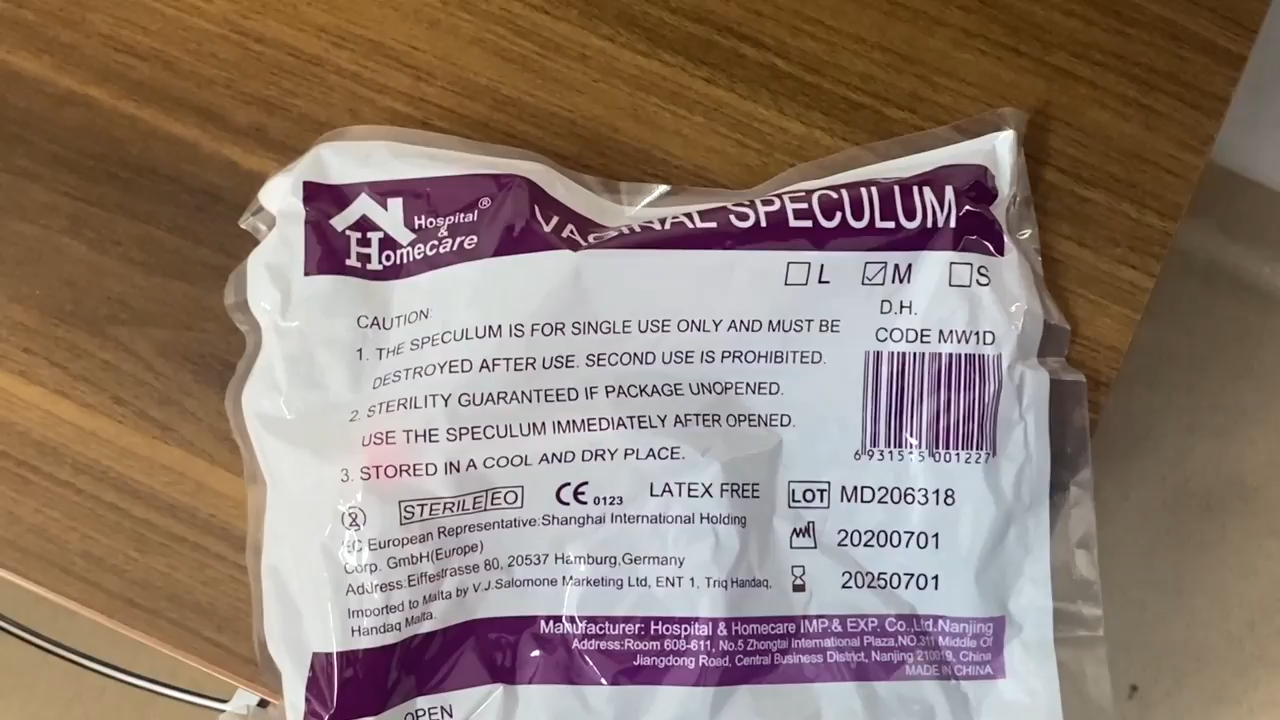 Hospital & Homecare ®
VAGINAL SPECULUM
L M S
D.H.
CODE MW1D
CAUTION:
1. THE SPECULUM IS FOR SINGLE USE ONLY AND MUST BE
DESTROYED AFTER USE. SECOND USE IS PROHIBITED.
2. STERILITY GUARANTEED IF PACKAGE UNOPENED.
USE THE SPECULUM IMMEDIATELY AFTER OPENED.
3. STORED IN A COOL AND DRY PLACE.
6 931515 001227
2 STERILE EO CE 0123 LATEX FREE
LOT MD206318
20200701
20250701
EC European Representative:Shanghai International Holding
Corp. GmbH(Europe)
Address:Eiffestrasse 80, 20537 Hamburg,Germany
Imported to Malta by V.J.Salomone Marketing Ltd, ENT 1, Triq Handaq,
Handaq Malta.
Manufacturer: Hospital & Homecare IMP.& EXP. Co.,Ltd.Nanjing
Address:Room 608-611, No.5 Zhongtai International Plaza,NO.311 Middle Of
Jiangdong Road, Central Business District, Nanjing 210019, China
MADE IN CHINA
OPEN